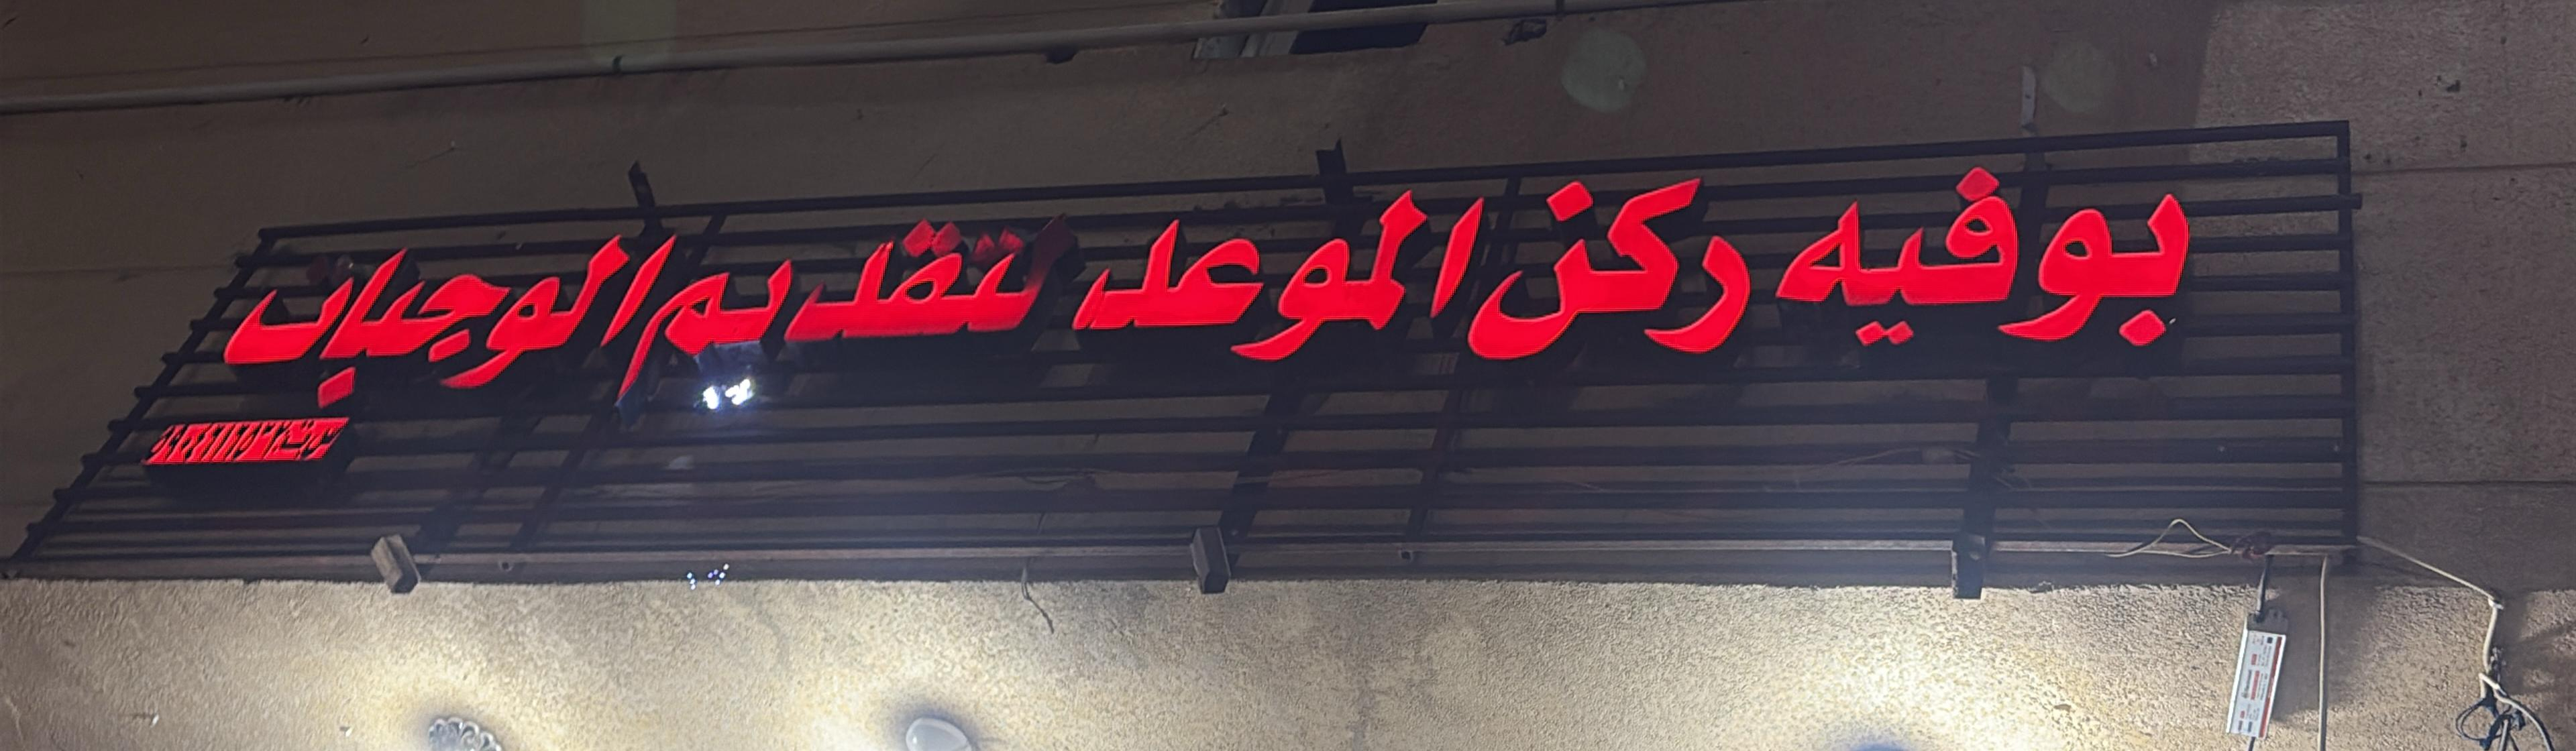 بوفيه ركن الموعد لتقديم الوجبات